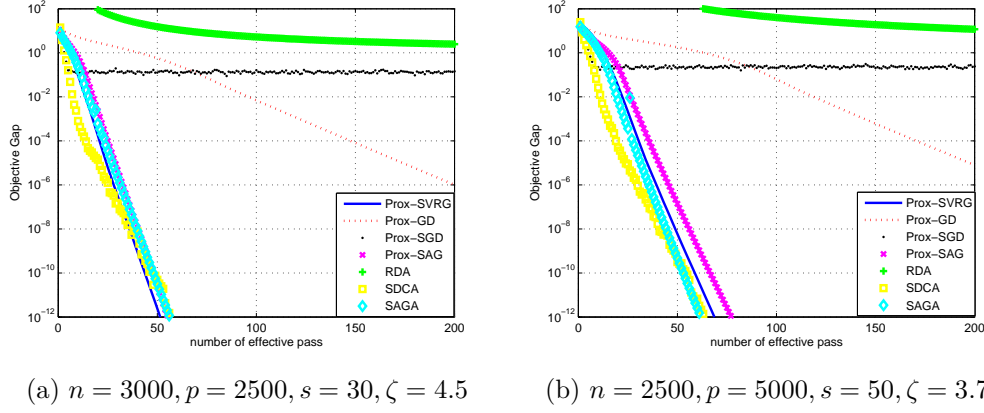 10^2
10^0
10^-2
10^-4
10^-6
10^-8
10^-10
10^-12
Objective Gap
0 50 100 150 200
number of effective pass
Prox−SVRG
Prox−GD
Prox−SGD
Prox−SAG
RDA
SDCA
SAGA
(a) n = 3000, p = 2500, s = 30, ζ = 4.5
10^2
10^0
10^-2
10^-4
10^-6
10^-8
10^-10
10^-12
Objective Gap
0 50 100 150 200
number of effective pass
Prox−SVRG
Prox−GD
Prox−SGD
Prox−SAG
RDA
SDCA
SAGA
(b) n = 2500, p = 5000, s = 50, ζ = 3.7